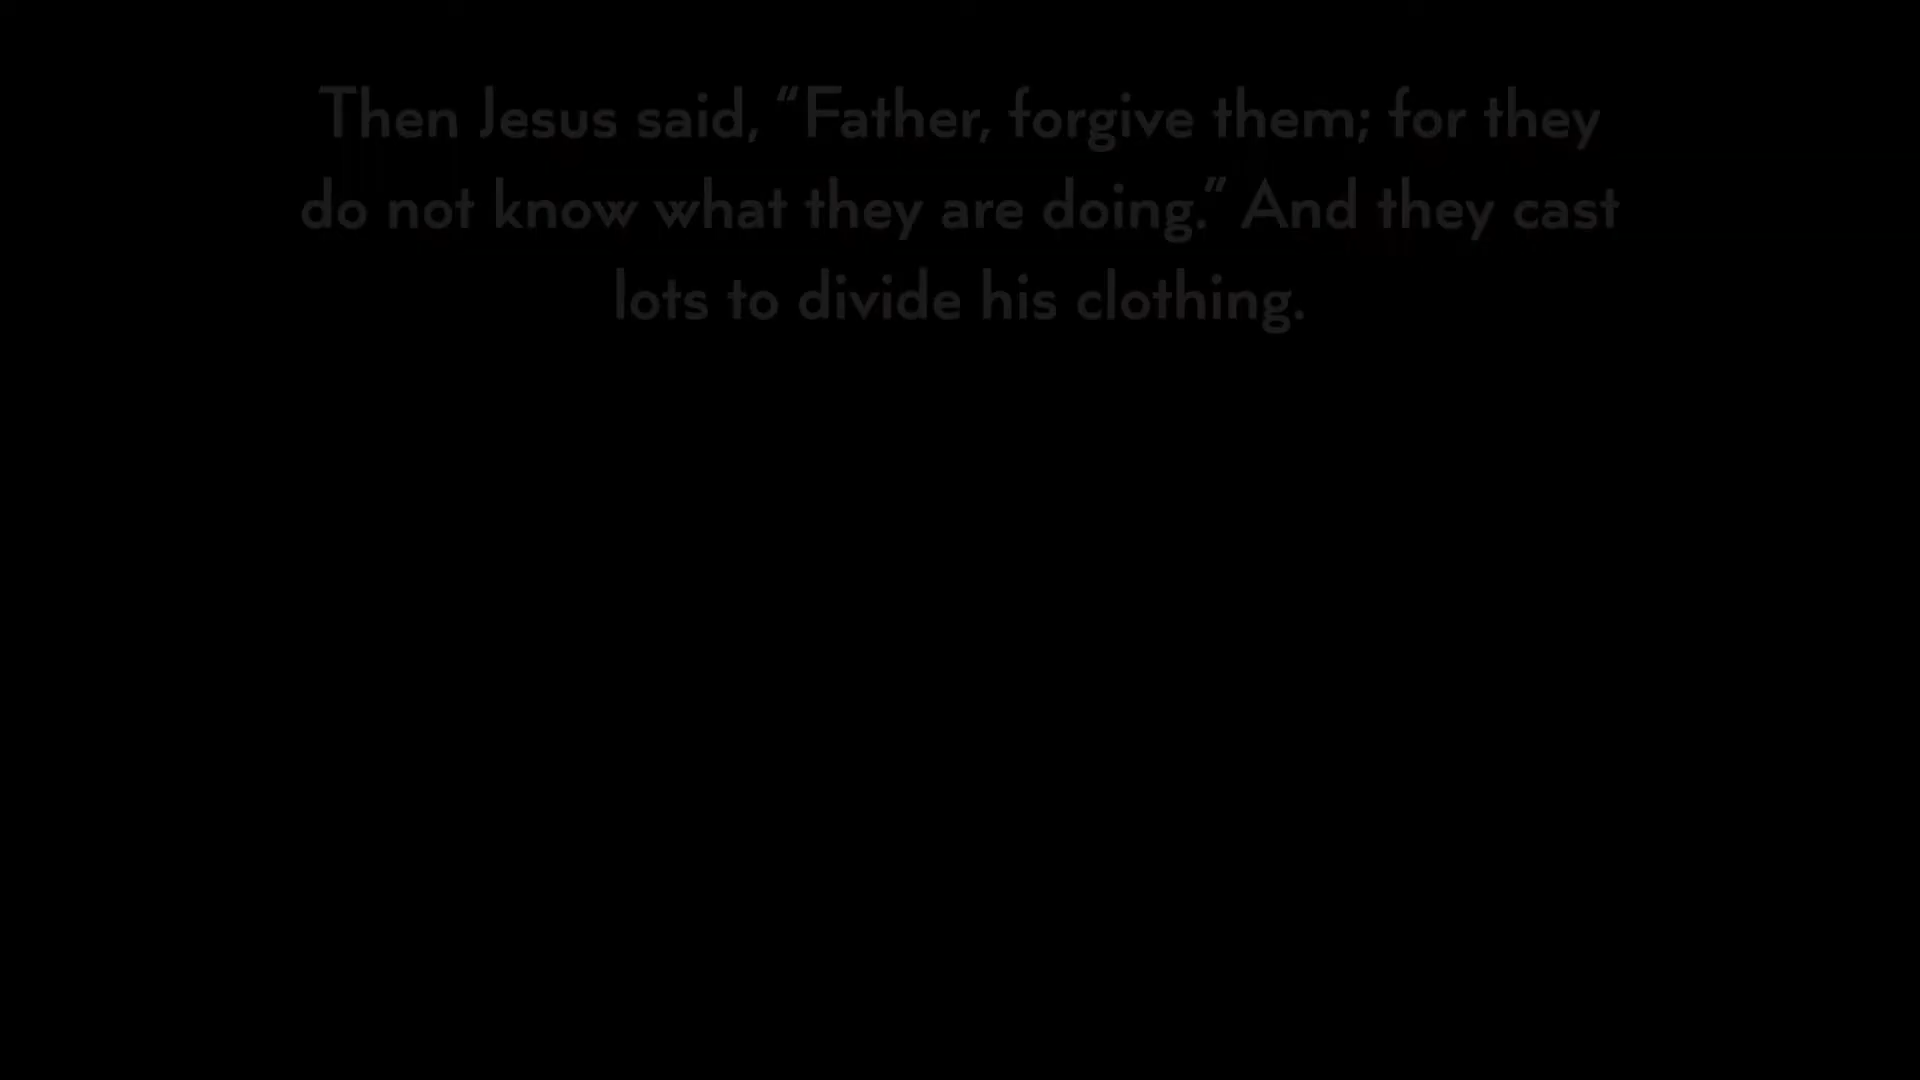 Then Jesus said, “Father, forgive them; for they
do not know what they are doing.” And they cast
lots to divide his clothing.